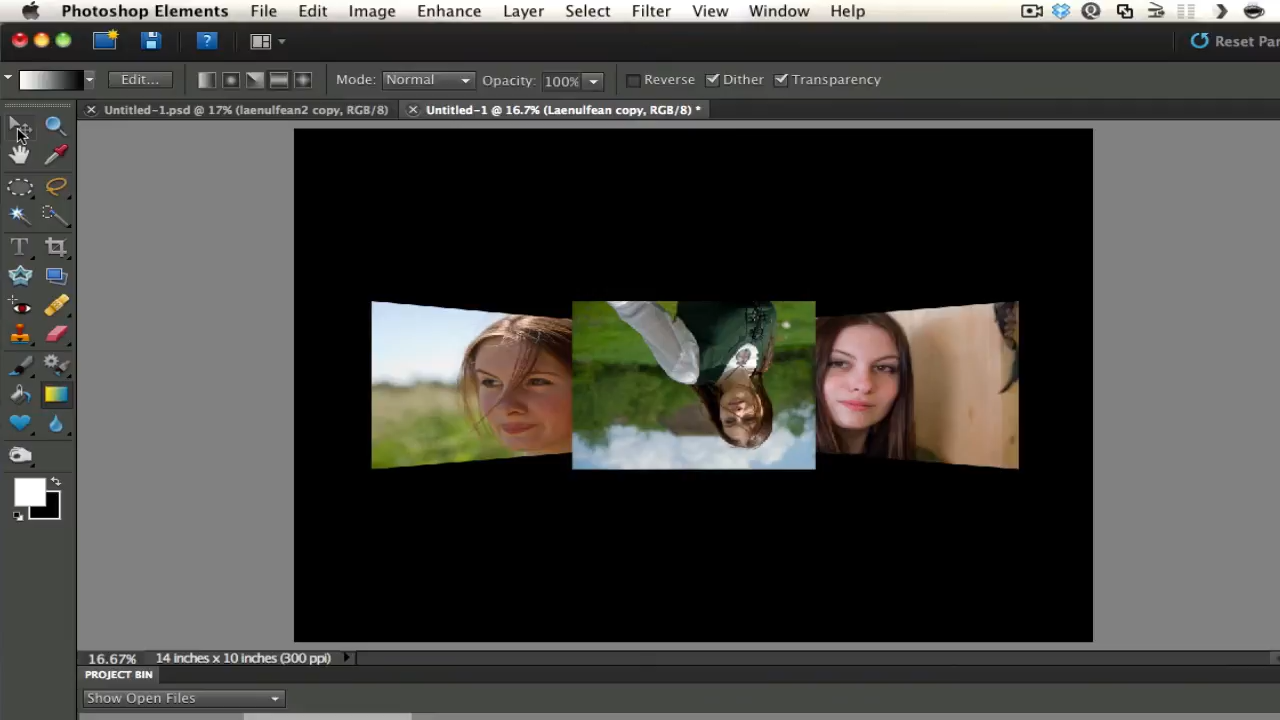 Photoshop Elements File Edit Image Enhance Layer Select Filter View Window Help
Reset Pan
Edit... Mode: Normal Opacity: 100% Reverse Dither Transparency
Untitled-1.psd @ 17% (laenulfean2 copy, RGB/8) Untitled-1 @ 16.7% (Laenulfean copy, RGB/8) *
16.67% 14 inches x 10 inches (300 ppi)
PROJECT BIN
Show Open Files